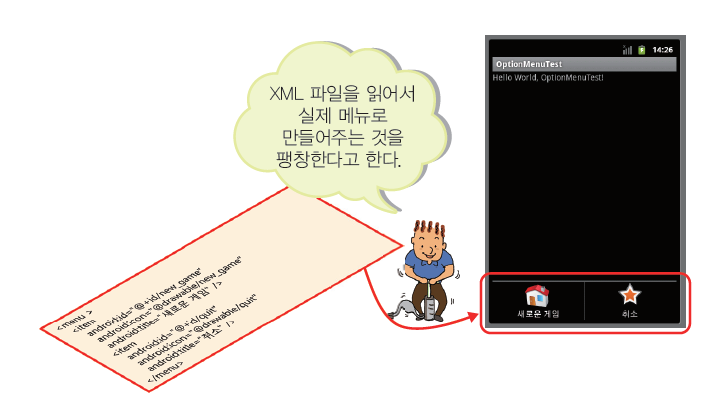 XML 파일을 읽어서
실제 메뉴로
만들어주는 것을
팽창한다고 한다.
<menu >
<item
android:id="@+id/new_game"
android:icon="@drawable/new_game"
android:title="새로운 게임" />
<item
android:id="@+id/quit"
android:icon="@drawable/quit"
android:title="취소" />
</menu>
14:26
OptionMenuTest
Hello World, OptionMenuTest!
새로운 게임
취소